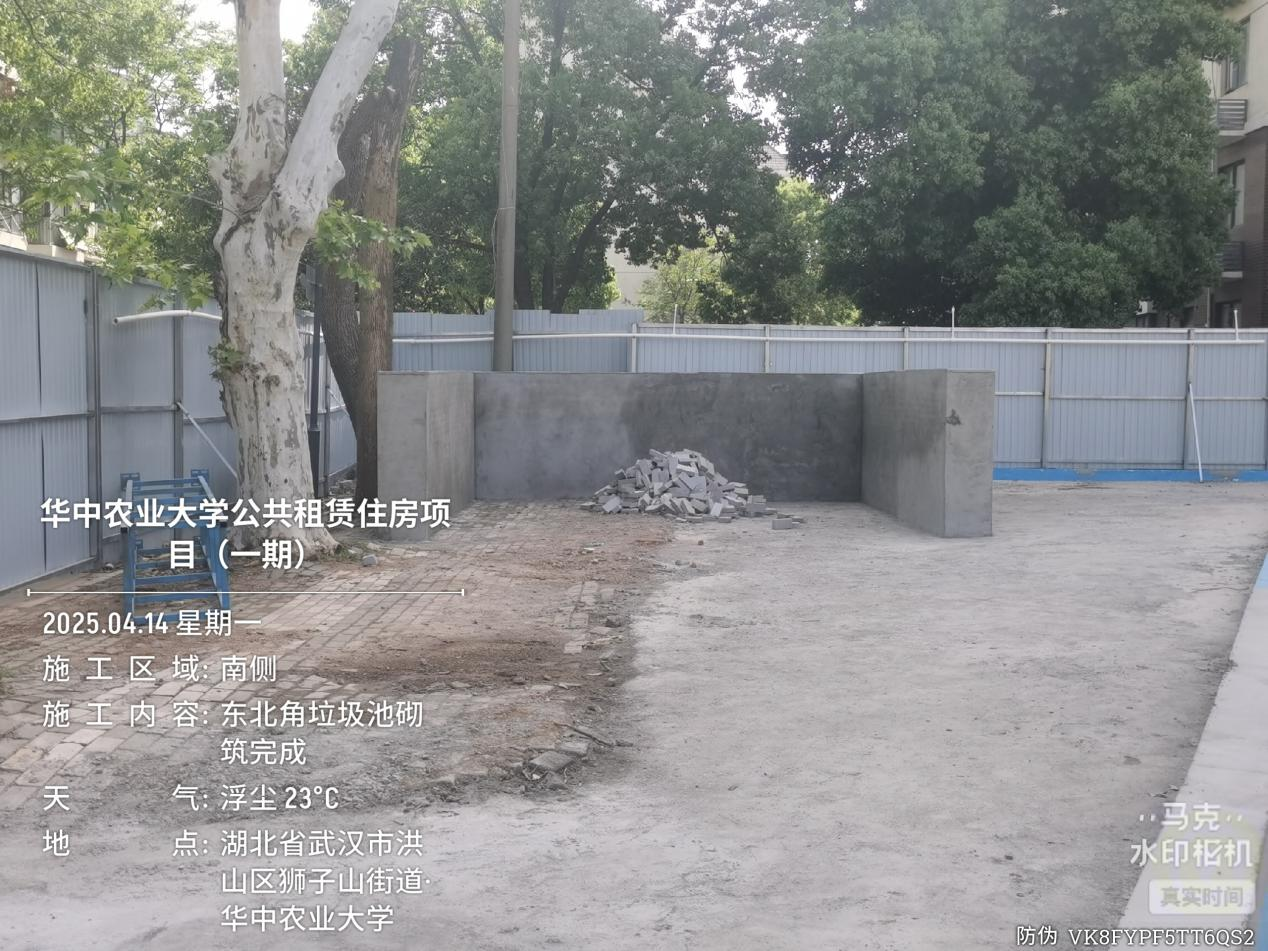 华中农业大学公共租赁住房项
目（一期）
2025.04.14 星期一
施工区域: 南侧
施工内容: 东北角垃圾池砌
筑完成
天气: 浮尘 23°C
地点: 湖北省武汉市洪
山区狮子山街道·
华中农业大学
马克
水印相机
真实时间
防伪 VK8FYPF5TT6QS2